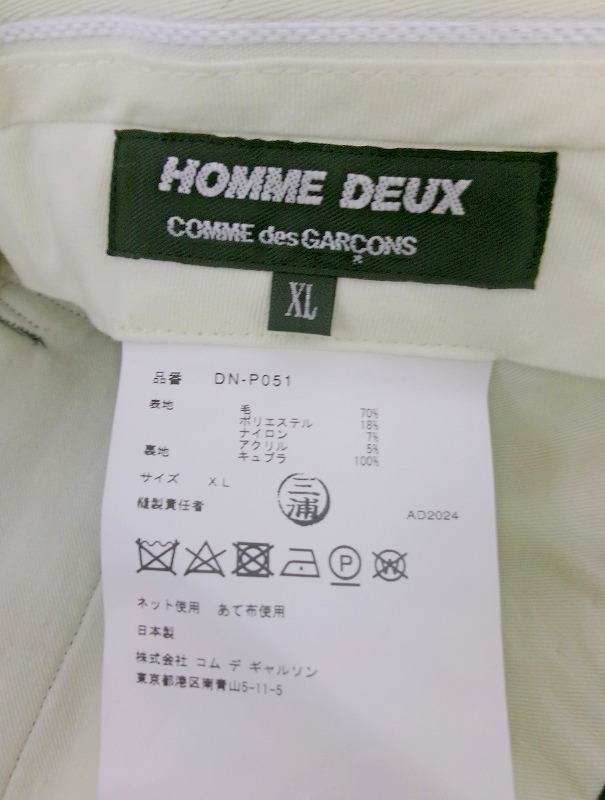 HOMME DEUX
COMME des GARÇONS
XL
品番 DN-P051
表地 毛 70%
ポリエステル 18%
ナイロン 7%
アクリル 5%
裏地 キュプラ 100%
サイズ XL
縫製責任者 三浦 AD2024
P W
ネット使用 あて布使用
日本製
株式会社 コム デ ギャルソン
東京都港区南青山5-11-5